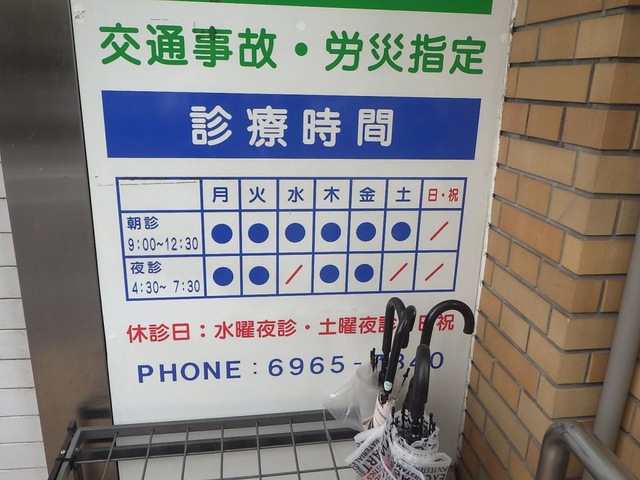 交通事故・労災指定
診療時間
月 火 水 木 金 土 日・祝
朝診
9:00~12:30 ● ● ● ● ● ● ／
夜診
4:30~ 7:30 ● ● ／ ● ● ／ ／
休診日：水曜夜診・土曜夜診 日祝
PHONE：6965- 340